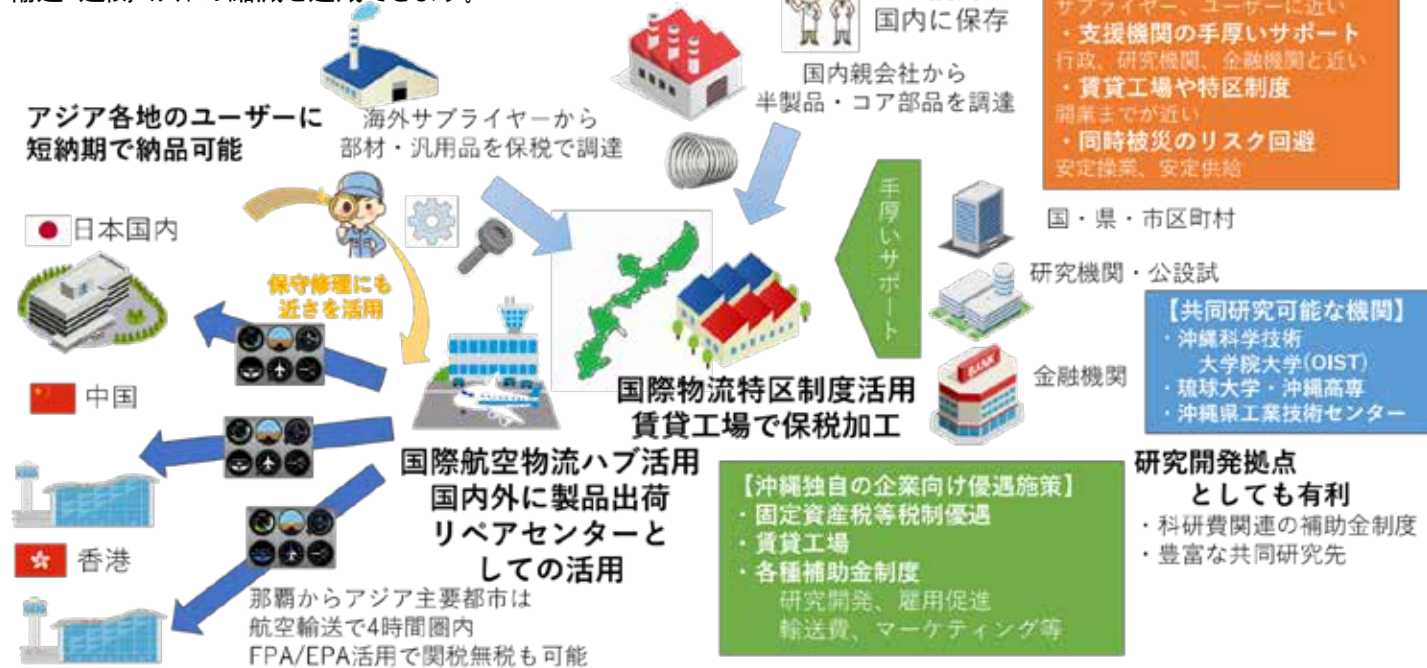 国内に保存
国内親会社から
半製品・コア部品を調達
サプライヤー、ユーザーに近い
・支援機関の手厚いサポート
行政、研究機関、金融機関と近い
・賃貸工場や特区制度
開業までが近い
・同時被災のリスク回避
安定操業、安定供給
アジア各地のユーザーに
短納期で納品可能
海外サプライヤーから
部材・汎用品を保税で調達
日本国内
保守修理にも
近さを活用
手厚いサポート
国・県・市区町村
研究機関・公設試
BANK
金融機関
【共同研究可能な機関】
・沖縄科学技術
大学院大学(OIST)
・琉球大学・沖縄高専
・沖縄県工業技術センター
中国
国際物流特区制度活用
賃貸工場で保税加工
国際航空物流ハブ活用
国内外に製品出荷
リペアセンターと
しての活用
香港
那覇からアジア主要都市は
航空輸送で4時間圏内
FPA/EPA活用で関税無税も可能
【沖縄独自の企業向け優遇施策】
・固定資産税等税制優遇
・賃貸工場
・各種補助金制度
研究開発、雇用促進
輸送費、マーケティング等
研究開発拠点
としても有利
・科研費関連の補助金制度
・豊富な共同研究先